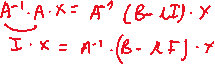 A⁻¹ · A · X = A⁻¹ (B - λI) · X
I · X = A⁻¹ · (B - λI) · X